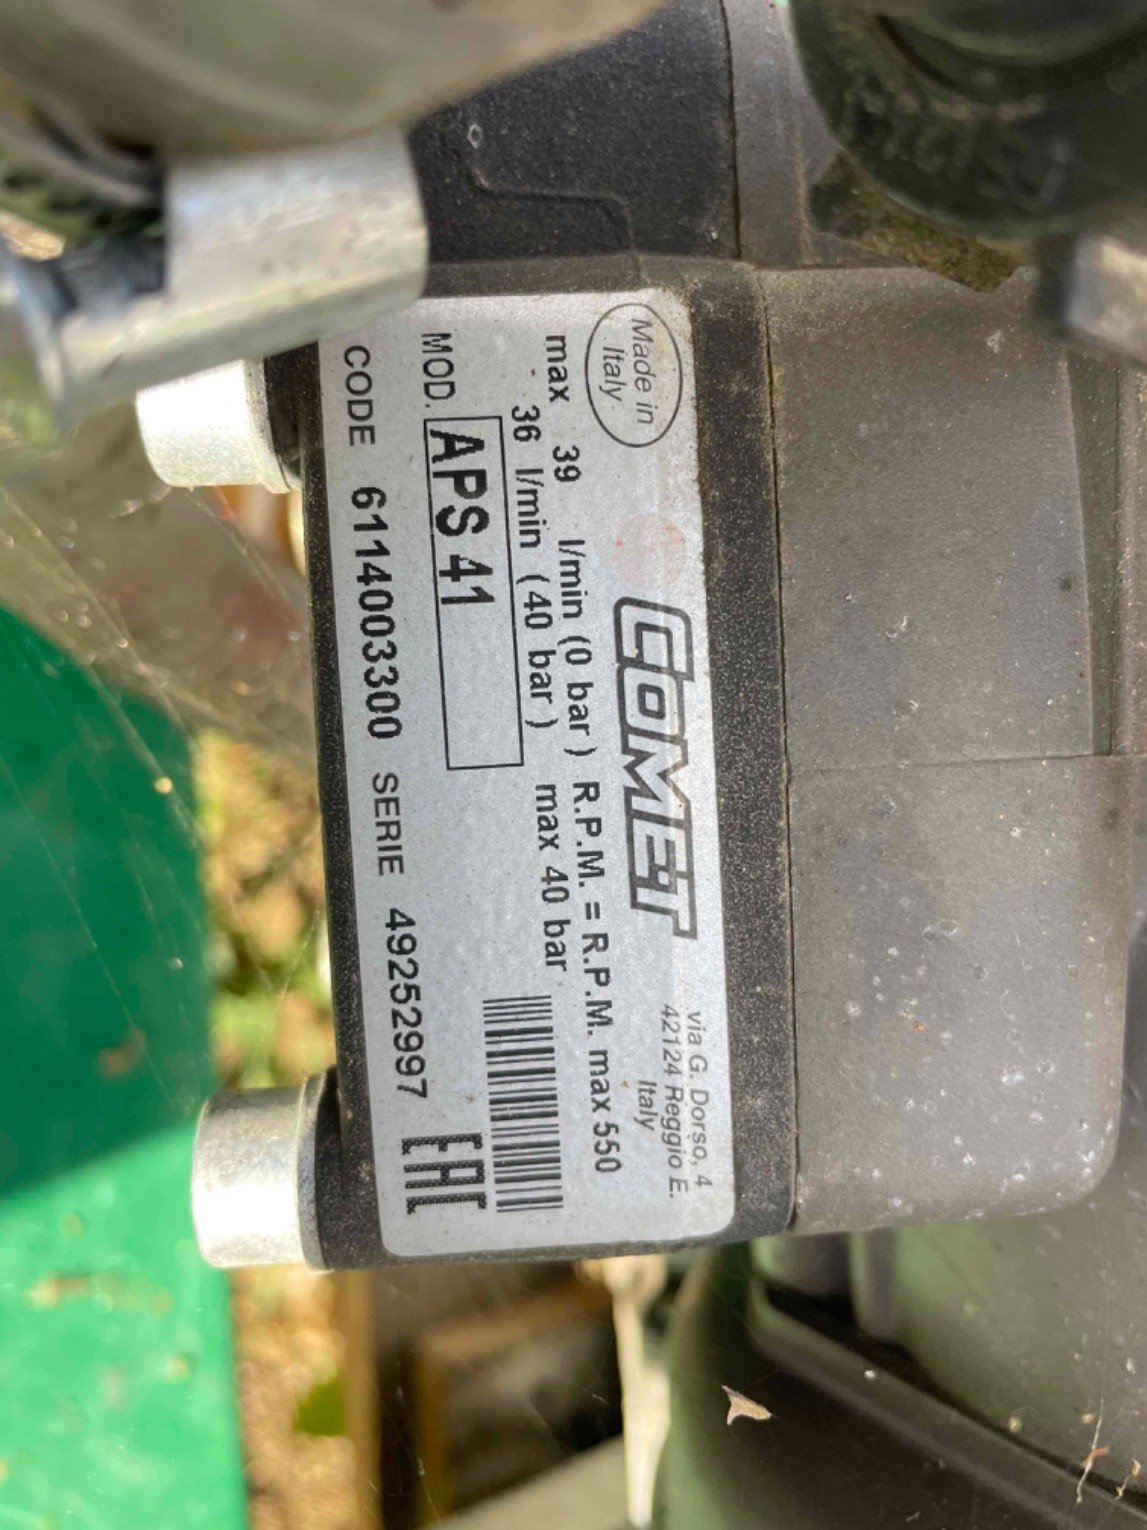 Made in
Italy
COMET
via G. Dorso, 4
42124 Reggio E.
Italy
max 39 l/min (0 bar) R.P.M. = R.P.M. max 550
36 l/min (40 bar) max 40 bar
MOD. APS 41
CODE 6114003300 SERIE 49252997
EAC